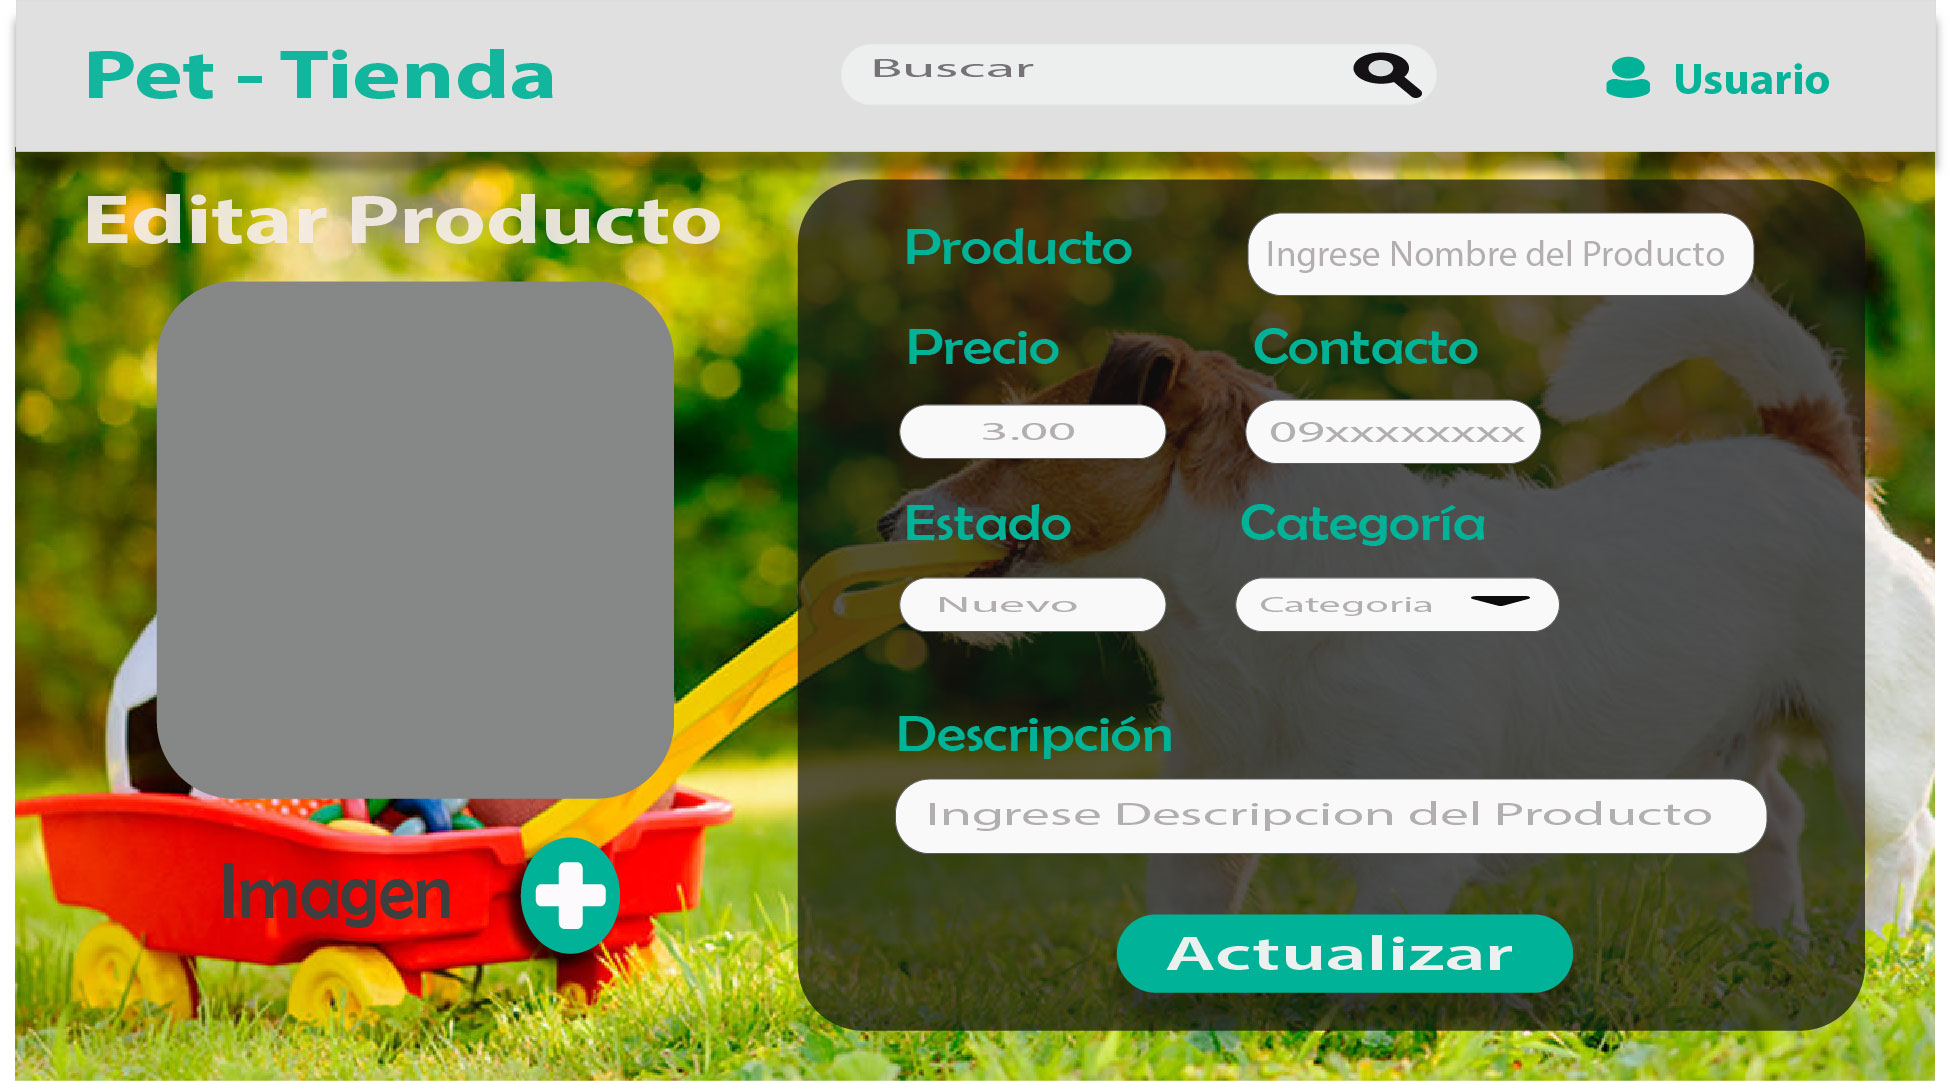 Pet - Tienda
Buscar
Usuario
Editar Producto
Producto
Ingrese Nombre del Producto
Precio
Contacto
3.00
09xxxxxxxx
Estado
Categoría
Nuevo
Categoria
Descripción
Ingrese Descripcion del Producto
Imagen
Actualizar